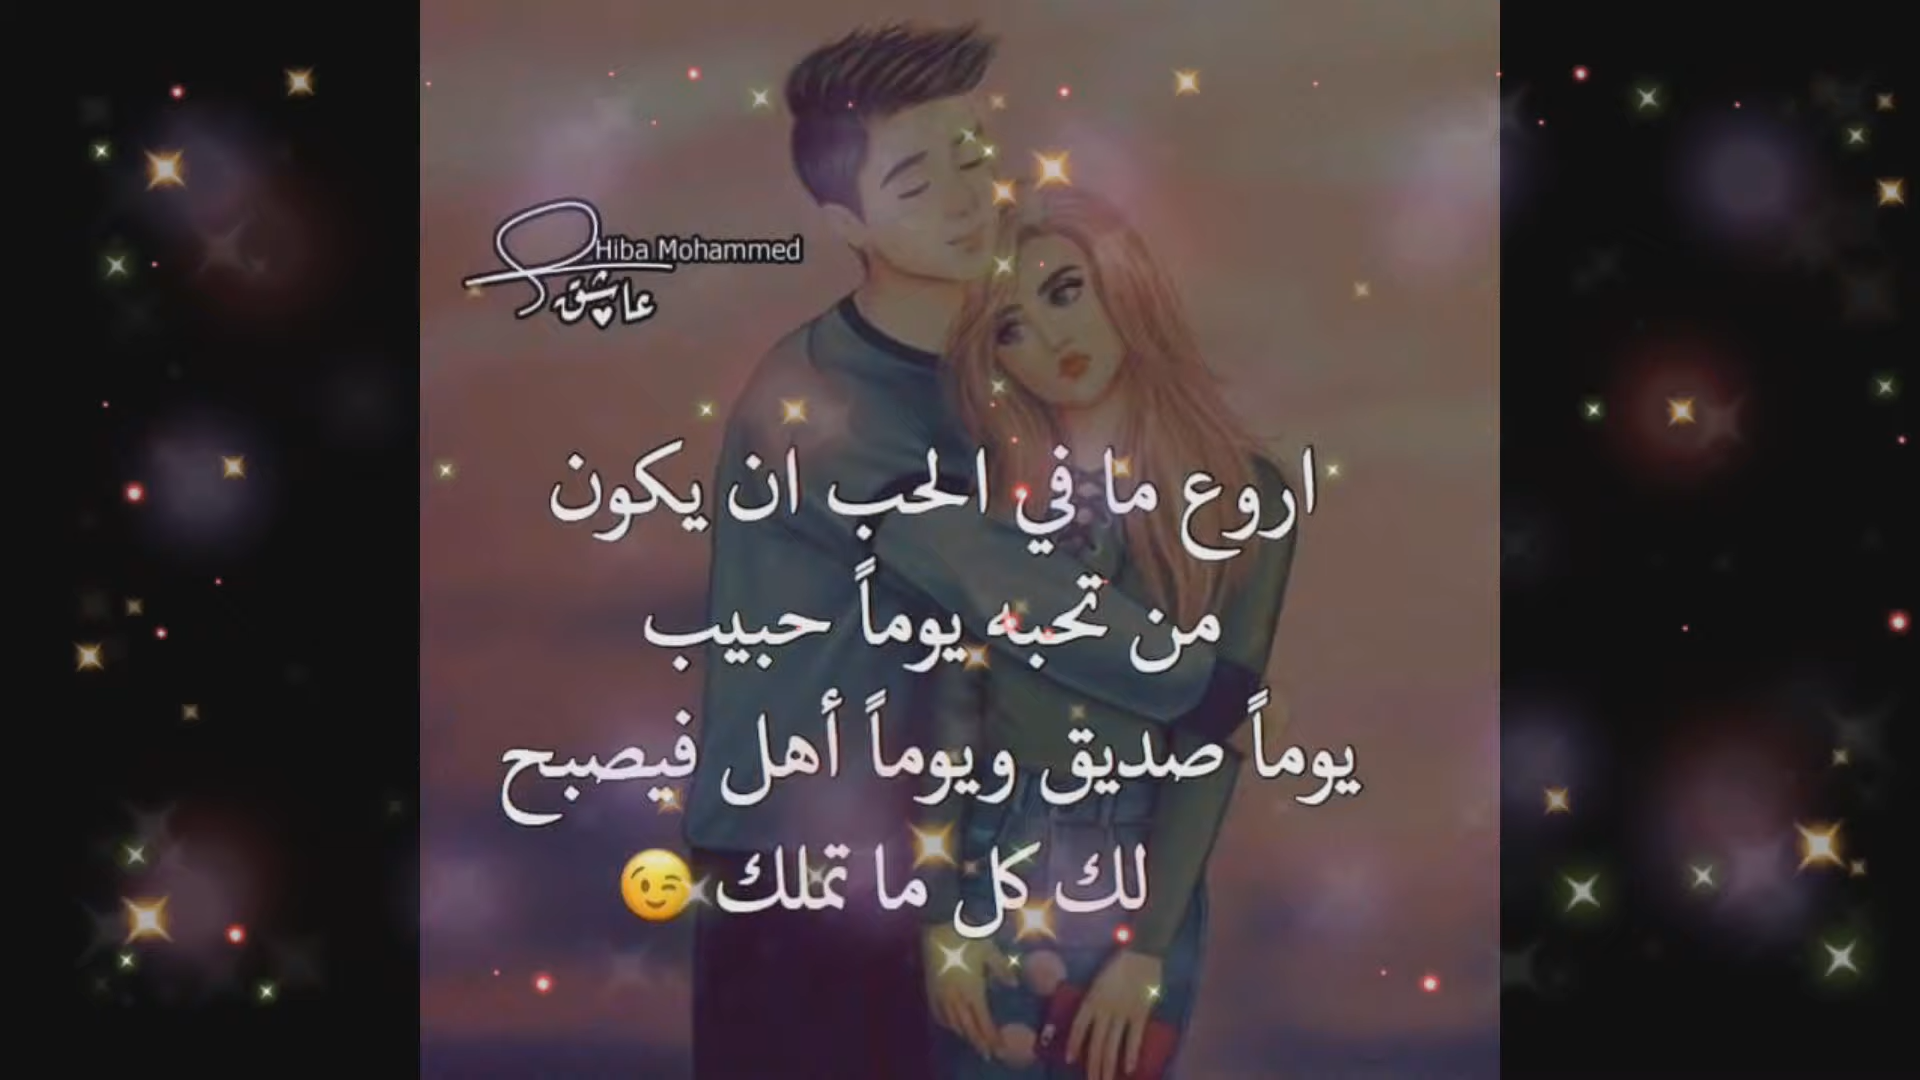 Hiba Mohammed
عاشق
اروع ما في الحب ان يكون
من تحبه يوماً حبيب
يوماً صديق ويوماً أهل فيصبح
لك كل ما تملك 😉